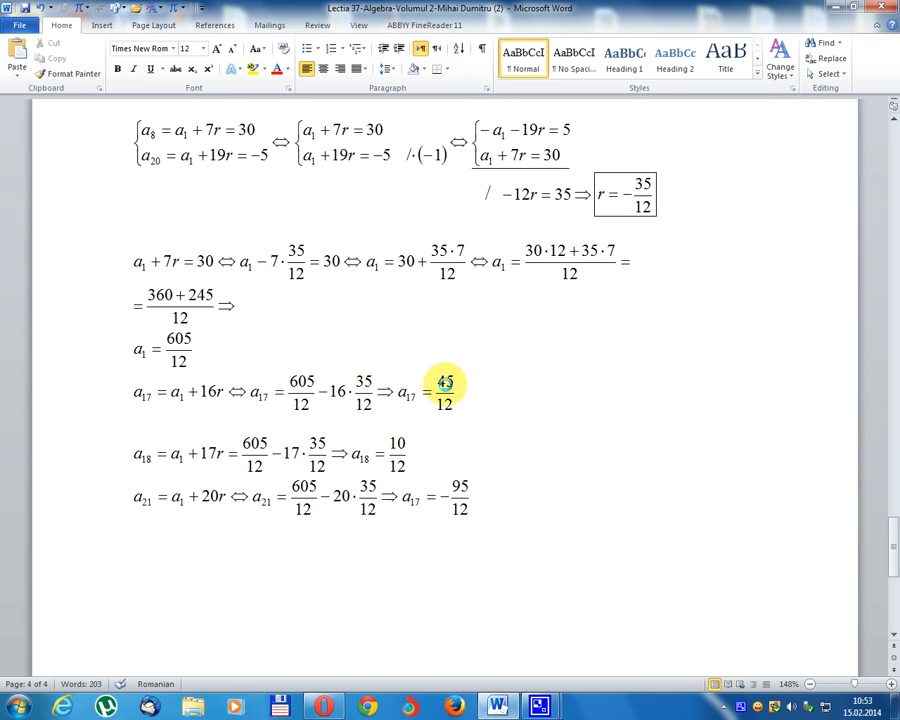 Lectia 37-Algebra-Volumul 2-Mihai Dumitru (2) - Microsoft Word
File Home Insert Page Layout References Mailings Review View ABBYY FineReader 11
Cut Times New Rom 12 Find
Copy Replace
Paste Format Painter Select
AaBbCcI AaBbCcI AaBbC AaBbCc AaB
¶ Normal ¶ No Spaci... Heading 1 Heading 2 Title Change Styles
Clipboard Font Paragraph Styles Editing
{a₈ = a₁ + 7r = 30 ⇔ {a₁ + 7r = 30 ⇔ {−a₁ − 19r = 5
{a₂₀ = a₁ + 19r = −5 {a₁ + 19r = −5 /·(−1) {a₁ + 7r = 30
/ −12r = 35 ⇒ r = −35/12
a₁ + 7r = 30 ⇔ a₁ − 7·35/12 = 30 ⇔ a₁ = 30 + 35·7/12 ⇔ a₁ = 30·12 + 35·7/12 =
= 360 + 245/12 ⇒
a₁ = 605/12
a₁₇ = a₁ + 16r ⇔ a₁₇ = 605/12 − 16·35/12 ⇒ a₁₇ = 45/12
a₁₈ = a₁ + 17r = 605/12 − 17·35/12 ⇒ a₁₈ = 10/12
a₂₁ = a₁ + 20r ⇔ a₂₁ = 605/12 − 20·35/12 ⇒ a₁₇ = −95/12
Page: 4 of 4 Words: 203 Romanian 148%
10:53
15.02.2014